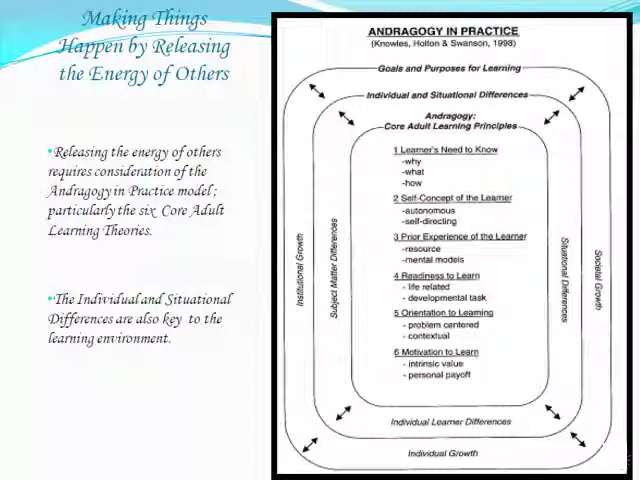 Making Things
Happen by Releasing
the Energy of Others
•Releasing the energy of others
requires consideration of the
Andragogy in Practice model;
particularly the six Core Adult
Learning Theories.
•The Individual and Situational
Differences are also key to the
learning environment.
ANDRAGOGY IN PRACTICE
(Knowles, Holton & Swanson, 1998)
Goals and Purposes for Learning
Individual and Situational Differences
Andragogy:
Core Adult Learning Principles
1 Learner's Need to Know
-why
-what
-how
2 Self-Concept of the Learner
-autonomous
-self-directing
3 Prior Experience of the Learner
-resource
-mental models
4 Readiness to Learn
- life related
- developmental task
5 Orientation to Learning
- problem centered
- contextual
6 Motivation to Learn
- intrinsic value
- personal payoff
Institutional Growth
Subject Matter Differences
Situational Differences
Societal Growth
Individual Learner Differences
Individual Growth